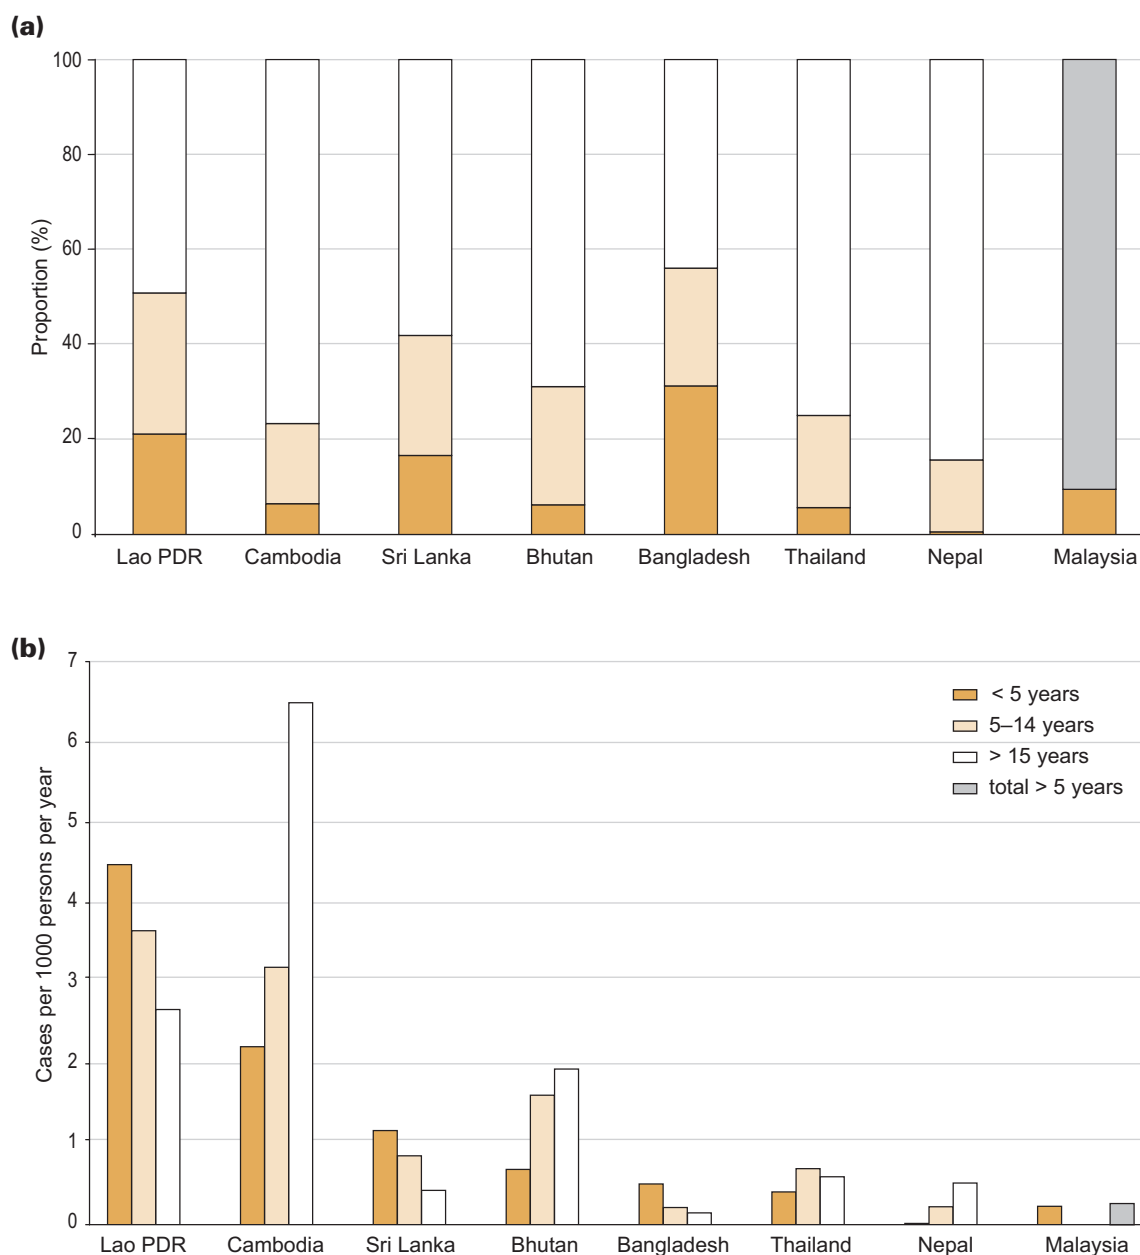 (a)
Proportion (%)
100
80
60
40
20
0
Lao PDR Cambodia Sri Lanka Bhutan Bangladesh Thailand Nepal Malaysia
(b)
Cases per 1000 persons per year
7
6
5
4
3
2
1
0
< 5 years
5–14 years
> 15 years
total > 5 years
Lao PDR Cambodia Sri Lanka Bhutan Bangladesh Thailand Nepal Malaysia